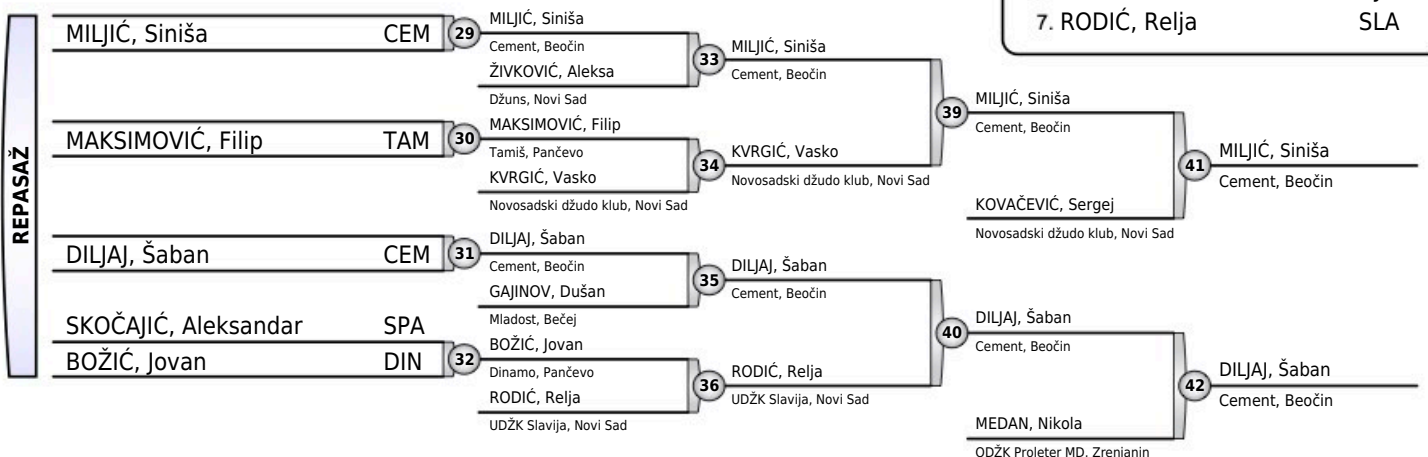 7. RODIĆ, Relja SLA
REPASAŽ
MILJIĆ, Siniša CEM
29
MILJIĆ, Siniša
Cement, Beočin
ŽIVKOVIĆ, Aleksa
Džuns, Novi Sad
33
MILJIĆ, Siniša
Cement, Beočin
MAKSIMOVIĆ, Filip TAM
30
MAKSIMOVIĆ, Filip
Tamiš, Pančevo
KVRGIĆ, Vasko
Novosadski džudo klub, Novi Sad
34
KVRGIĆ, Vasko
Novosadski džudo klub, Novi Sad
39
MILJIĆ, Siniša
Cement, Beočin
KOVAČEVIĆ, Sergej
Novosadski džudo klub, Novi Sad
41
MILJIĆ, Siniša
Cement, Beočin
DILJAJ, Šaban CEM
31
DILJAJ, Šaban
Cement, Beočin
GAJINOV, Dušan
Mladost, Bečej
35
DILJAJ, Šaban
Cement, Beočin
SKOČAJIĆ, Aleksandar SPA
BOŽIĆ, Jovan DIN
32
BOŽIĆ, Jovan
Dinamo, Pančevo
RODIĆ, Relja
UDŽK Slavija, Novi Sad
36
RODIĆ, Relja
UDŽK Slavija, Novi Sad
40
DILJAJ, Šaban
Cement, Beočin
MEDAN, Nikola
ODŽK Proleter MD, Zrenjanin
42
DILJAJ, Šaban
Cement, Beočin